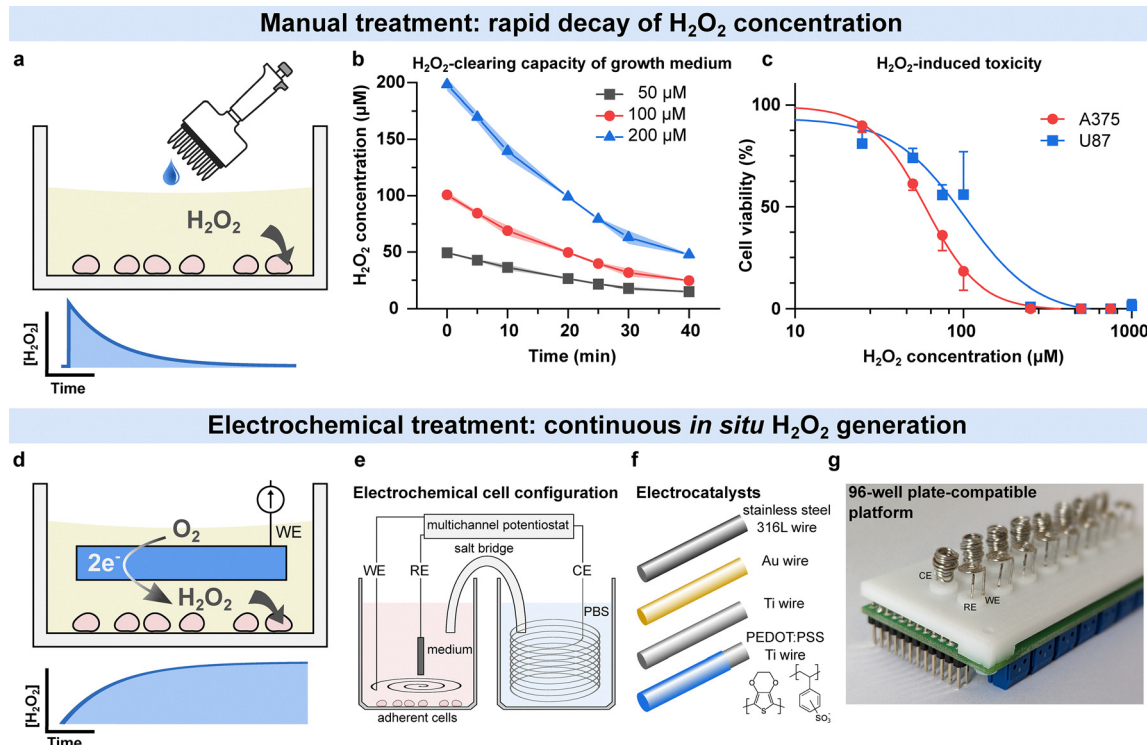 Manual treatment: rapid decay of H₂O₂ concentration
a
H₂O₂
[H₂O₂]
Time
b
H₂O₂-clearing capacity of growth medium
50 µM
100 µM
200 µM
H₂O₂ concentration (µM)
200
150
100
50
0
0
10
20
30
40
Time (min)
c
H₂O₂-induced toxicity
A375
U87
Cell viability (%)
100
50
0
10
100
1000
H₂O₂ concentration (µM)
Electrochemical treatment: continuous in situ H₂O₂ generation
d
WE
O₂
2e⁻
H₂O₂
[H₂O₂]
Time
e
Electrochemical cell configuration
multichannel potentiostat
salt bridge
WE
RE
CE
PBS
medium
adherent cells
f
Electrocatalysts
stainless steel
316L wire
Au wire
Ti wire
PEDOT:PSS
Ti wire
O
O
S
SO₃⁻
g
96-well plate-compatible
platform
CE
RE
WE